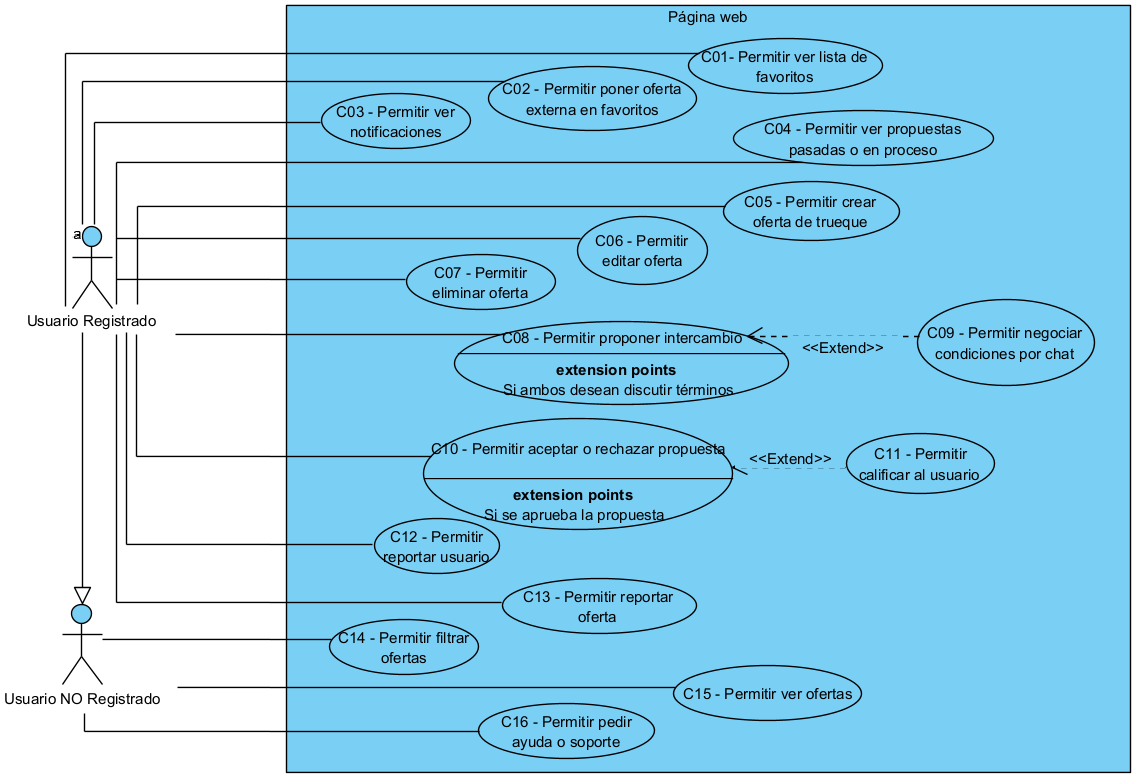 Página web
C01- Permitir ver lista de
favoritos
C02 - Permitir poner oferta
externa en favoritos
C03 - Permitir ver
notificaciones
C04 - Permitir ver propuestas
pasadas o en proceso
C05 - Permitir crear
oferta de trueque
a
C06 - Permitir
editar oferta
C07 - Permitir
eliminar oferta
Usuario Registrado
C08 - Permitir proponer intercambio
extension points
Si ambos desean discutir términos
<<Extend>>
C09 - Permitir negociar
condiciones por chat
C10 - Permitir aceptar o rechazar propuesta
extension points
Si se aprueba la propuesta
<<Extend>>
C11 - Permitir
calificar al usuario
C12 - Permitir
reportar usuario
C13 - Permitir reportar
oferta
C14 - Permitir filtrar
ofertas
Usuario NO Registrado
C15 - Permitir ver ofertas
C16 - Permitir pedir
ayuda o soporte